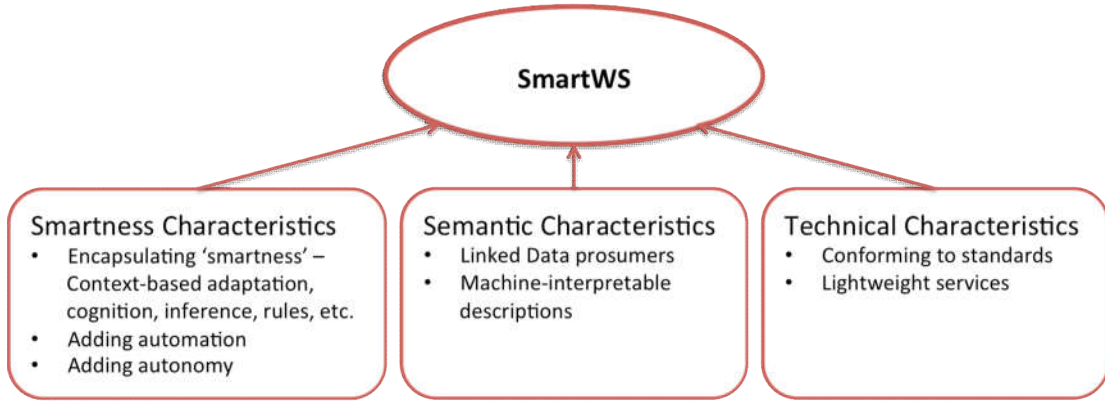 SmartWS
Smartness Characteristics
• Encapsulating ‘smartness’ –
Context-based adaptation,
cognition, inference, rules, etc.
• Adding automation
• Adding autonomy
Semantic Characteristics
• Linked Data prosumers
• Machine-interpretable
descriptions
Technical Characteristics
• Conforming to standards
• Lightweight services